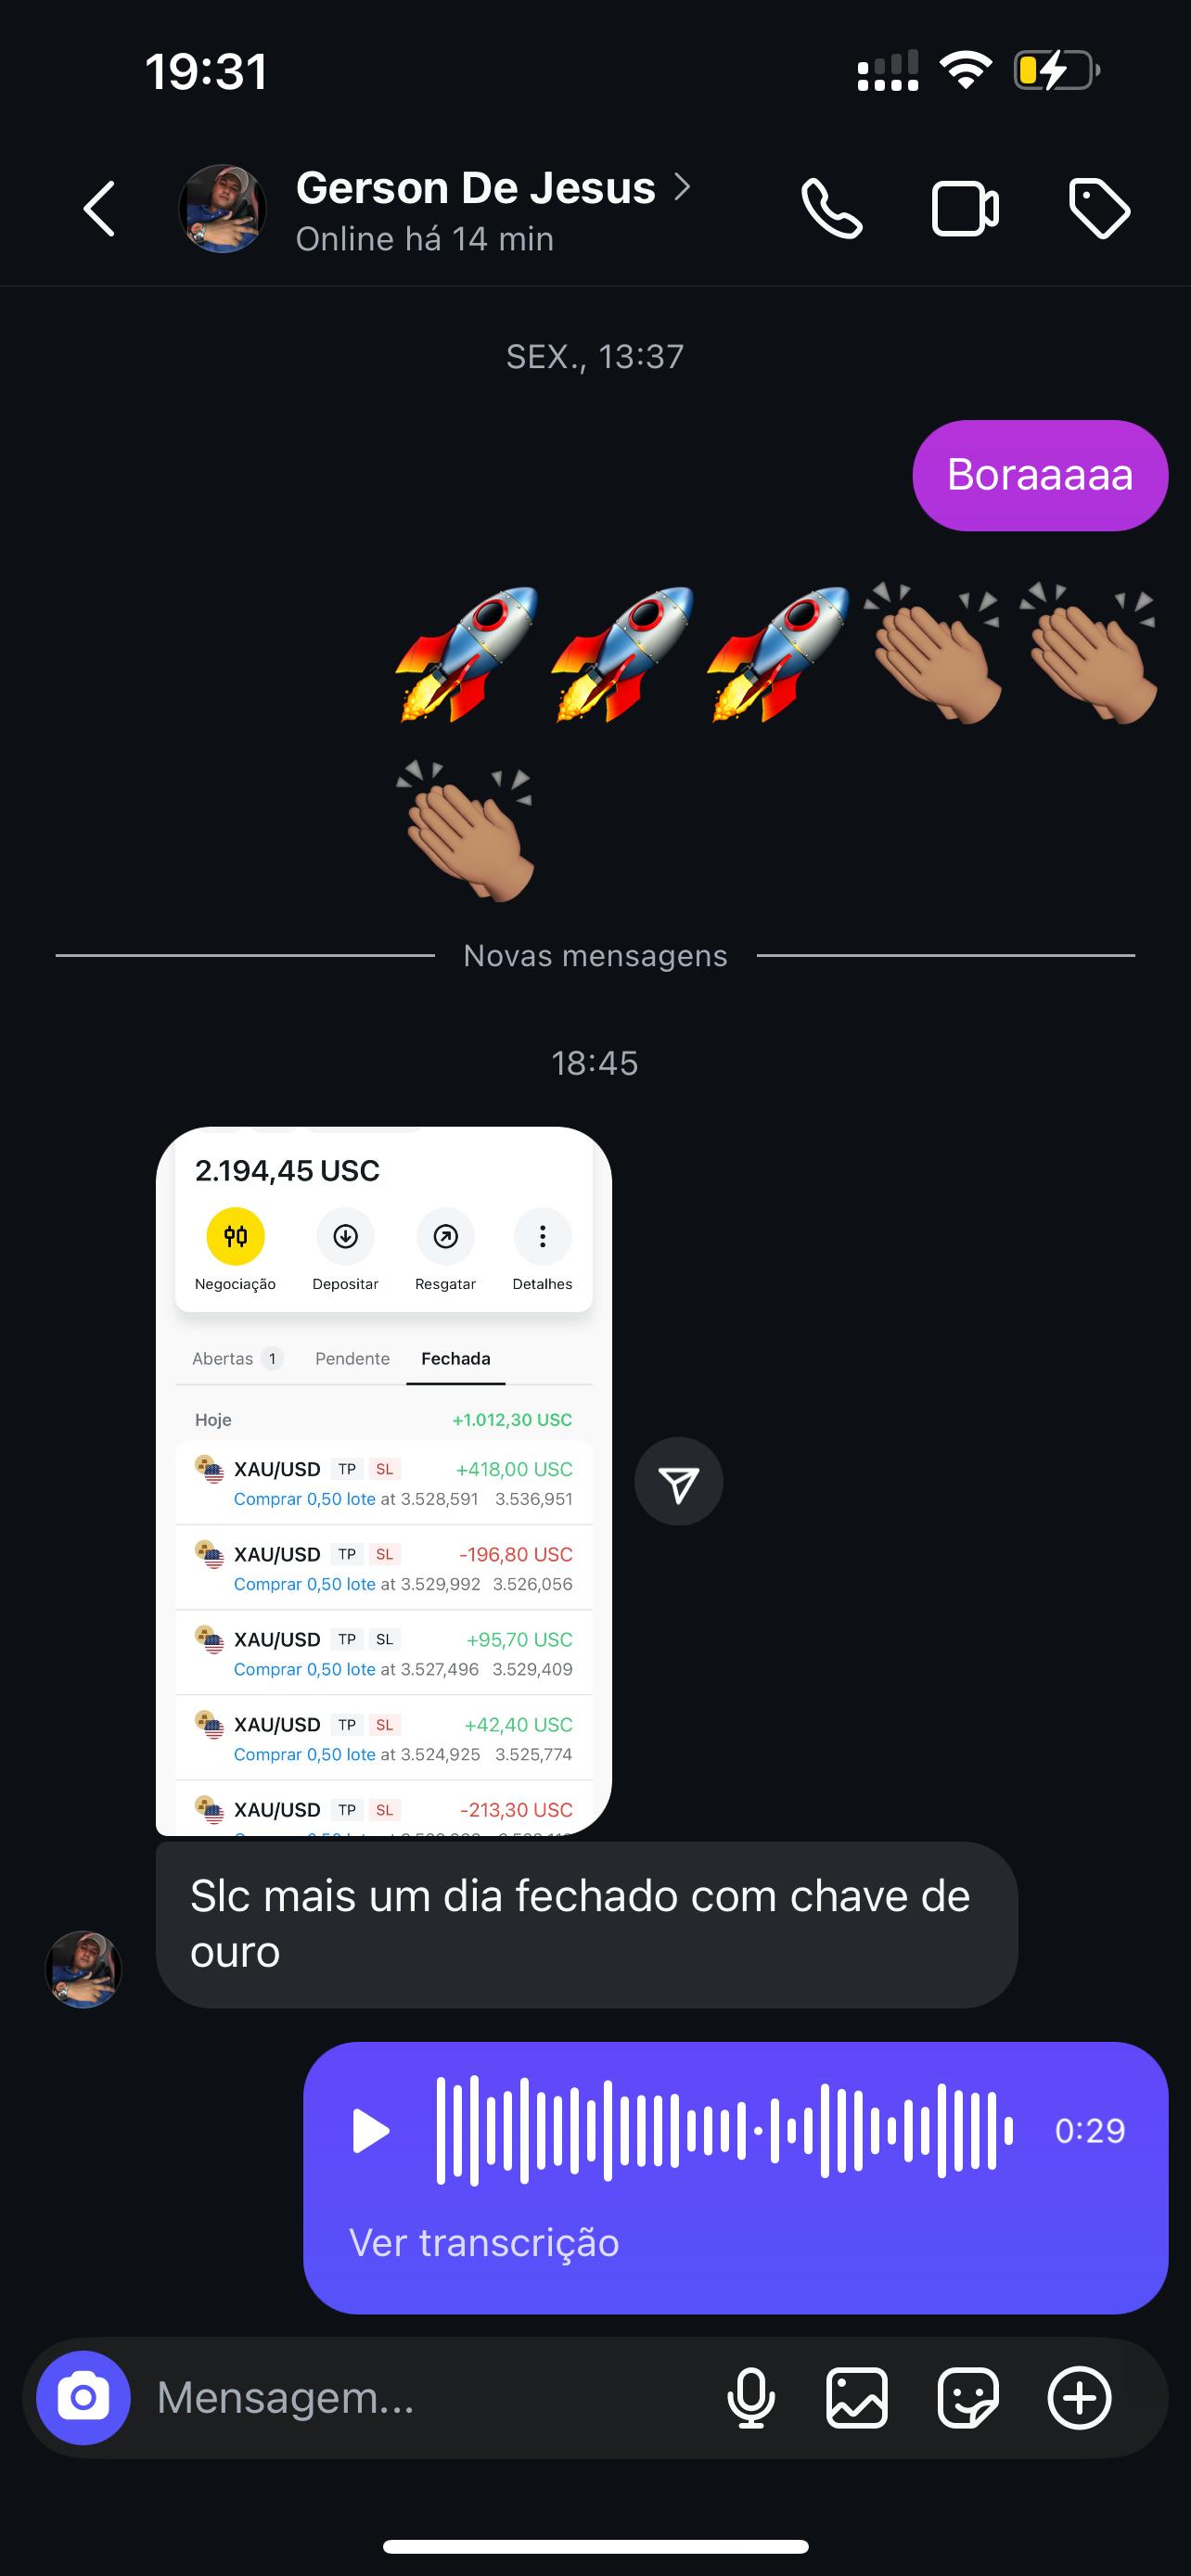 19:31
Gerson De Jesus
Online há 14 min
SEX., 13:37
Boraaaaa
Novas mensagens
18:45
2.194,45 USC
Negociação Depositar Resgatar Detalhes
Abertas 1 Pendente Fechada
Hoje +1.012,30 USC
XAU/USD TP SL +418,00 USC
Comprar 0,50 lote at 3.528,591 3.536,951
XAU/USD TP SL -196,80 USC
Comprar 0,50 lote at 3.529,992 3.526,056
XAU/USD TP SL +95,70 USC
Comprar 0,50 lote at 3.527,496 3.529,409
XAU/USD TP SL +42,40 USC
Comprar 0,50 lote at 3.524,925 3.525,774
XAU/USD TP SL -213,30 USC
Slc mais um dia fechado com chave de
ouro
0:29
Ver transcrição
Mensagem...